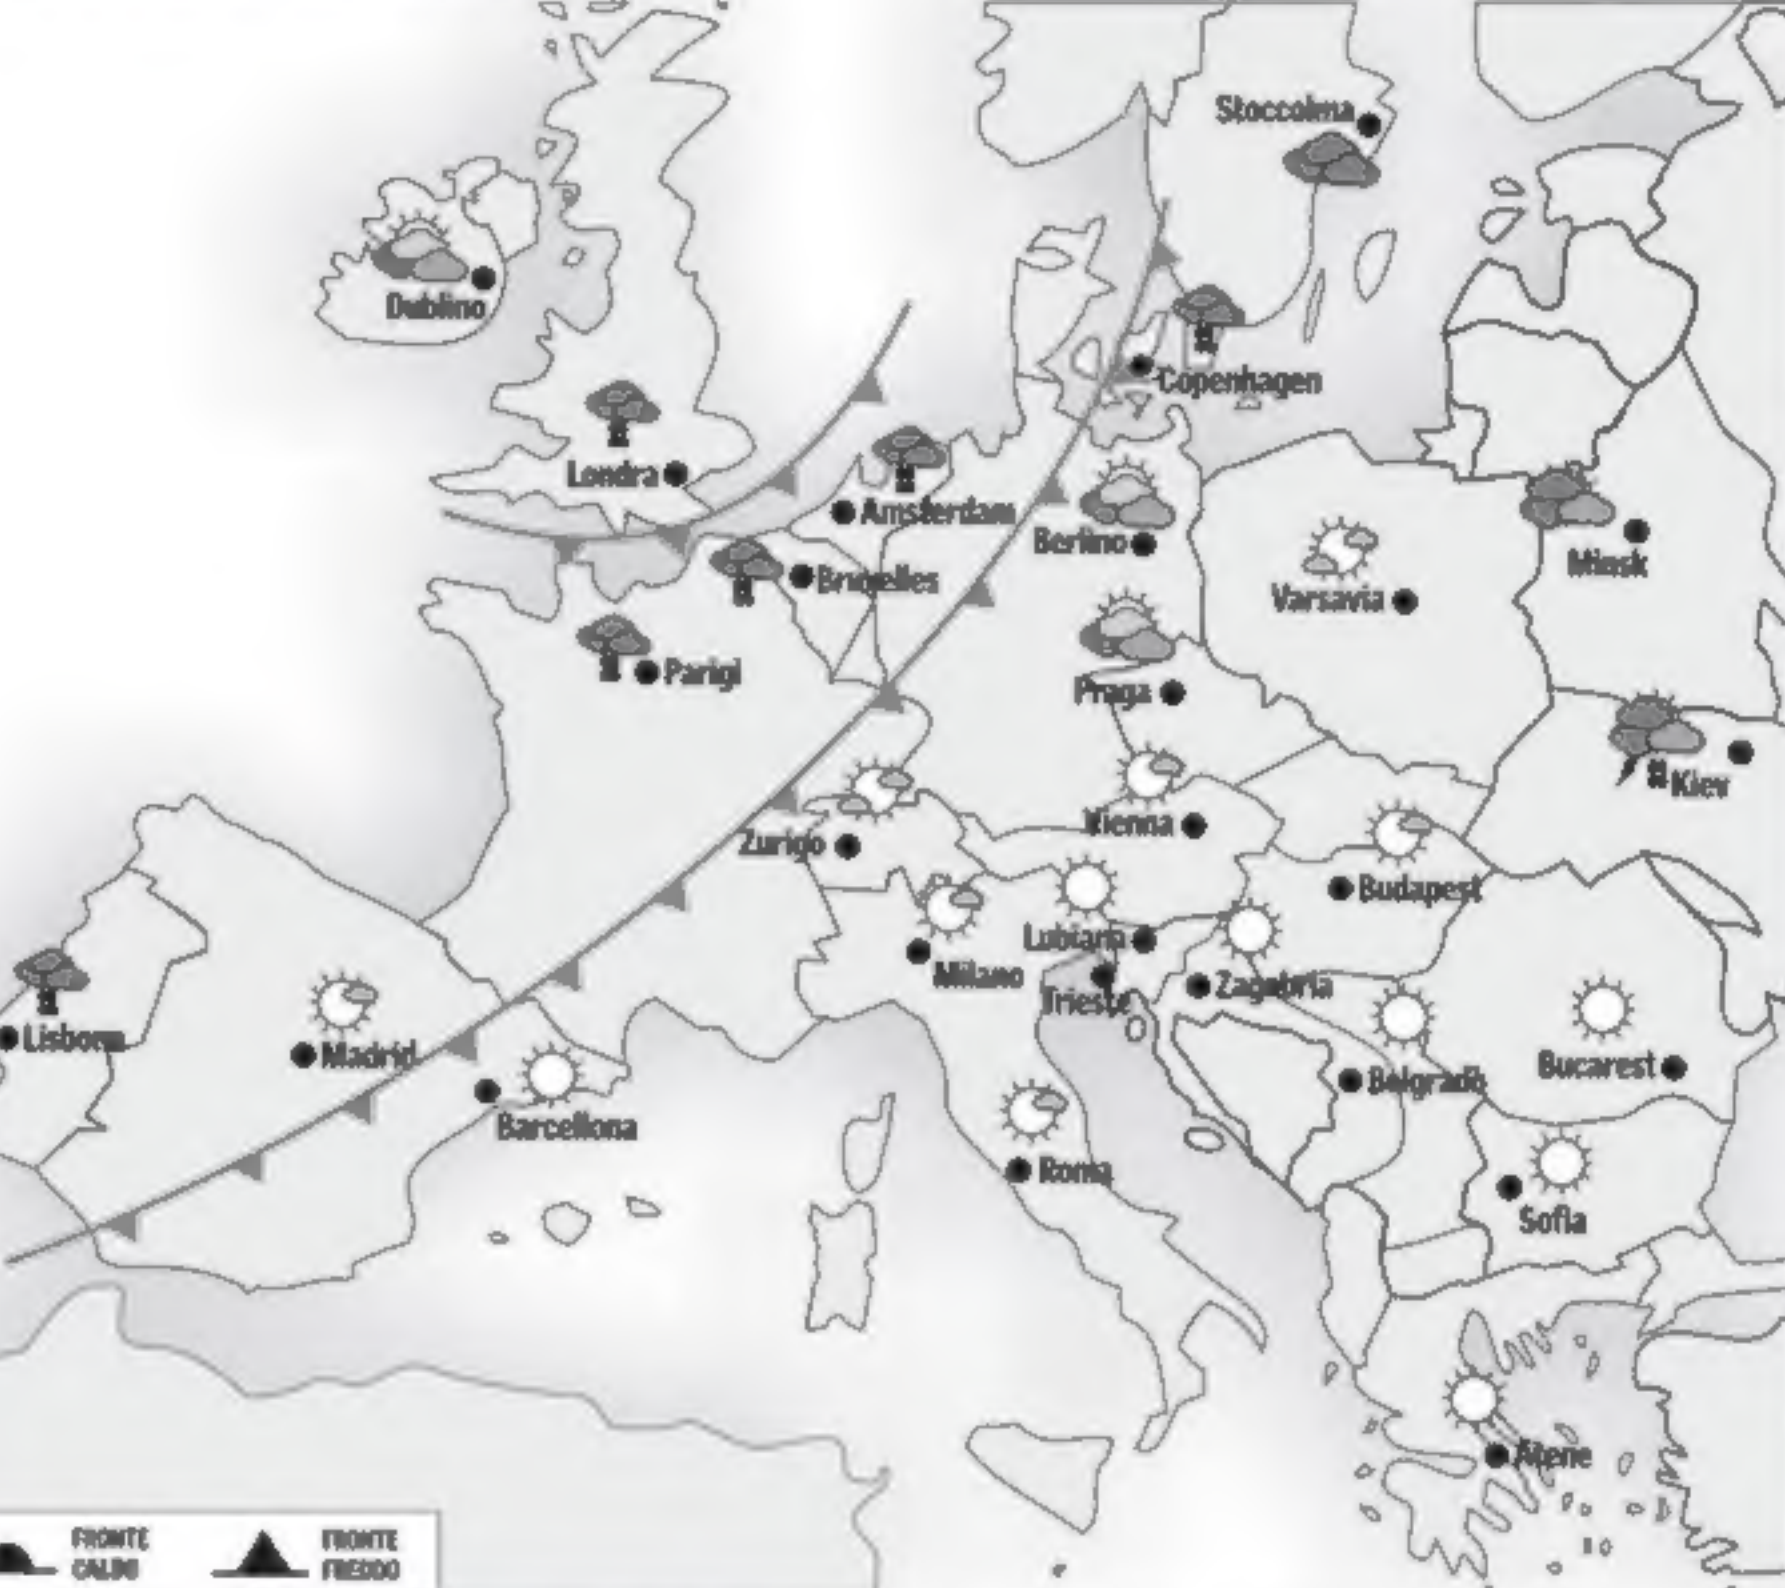 Stoccolma
Dublino
Copenhagen
Londra
Amsterdam
Berlino
Minsk
Bruxelles
Varsavia
Parigi
Praga
Kiev
Vienna
Zurigo
Budapest
Lubiana
Milano
Zagabria
Trieste
Lisbona
Madrid
Bucarest
Belgrado
Barcellona
Roma
Sofia
Atene
FRONTE
CALDO
FRONTE
FREDDO